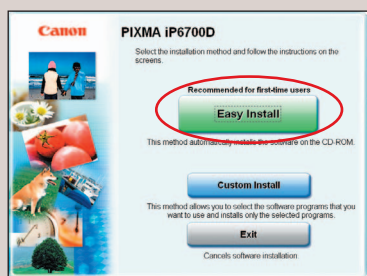 Canon
PIXMA iP6700D
Select the installation method and follow the instructions on the
screens.
Recommended for first-time users
Easy Install
This method automatically installs the software on the CD-ROM.
Custom Install
This method allows you to select the software programs that you
want to use and installs only the selected programs.
Exit
Cancels software installation.